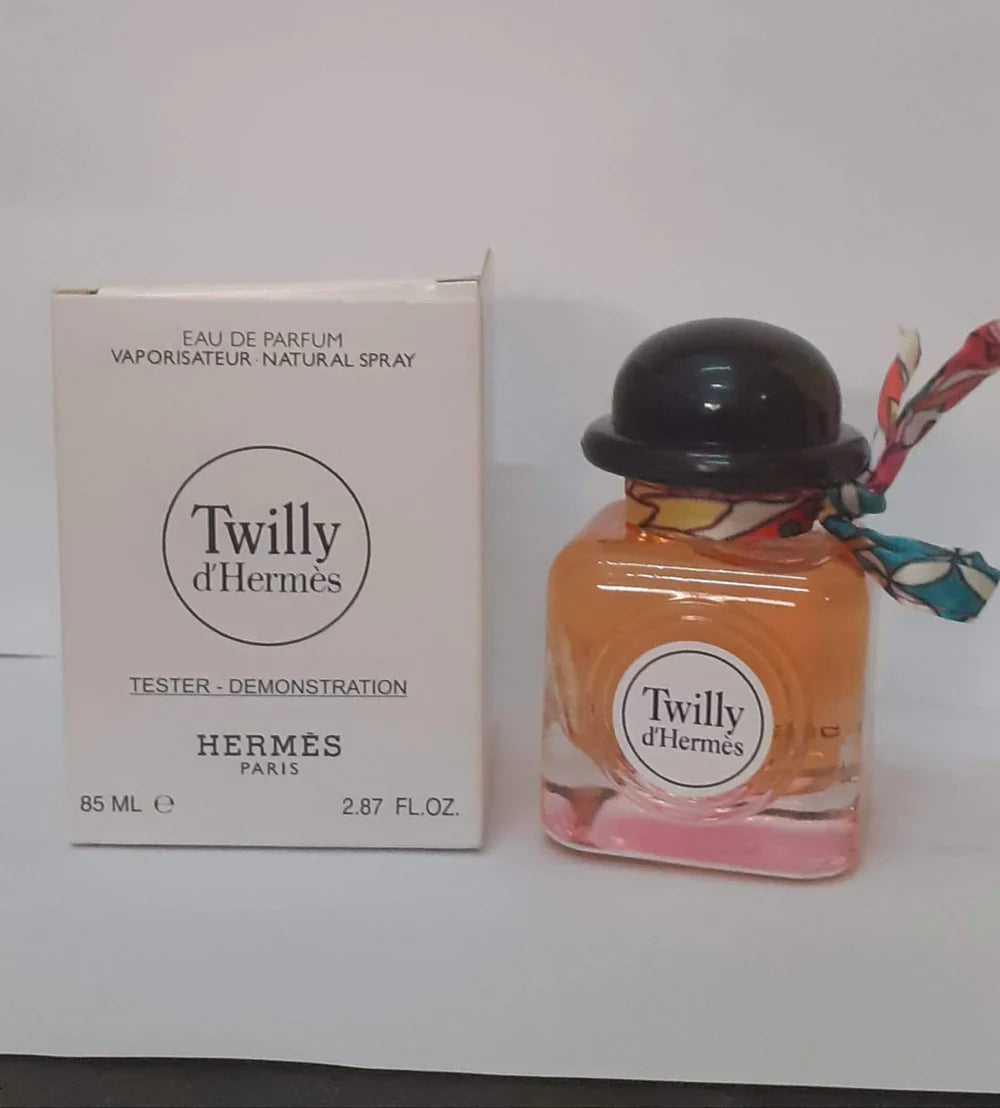 EAU DE PARFUM
VAPORISATEUR·NATURAL SPRAY
Twilly
d'Hermès
TESTER - DEMONSTRATION
HERMÈS
PARIS
85 ML ℮
2.87 FL.OZ.
Twilly
d'Hermès